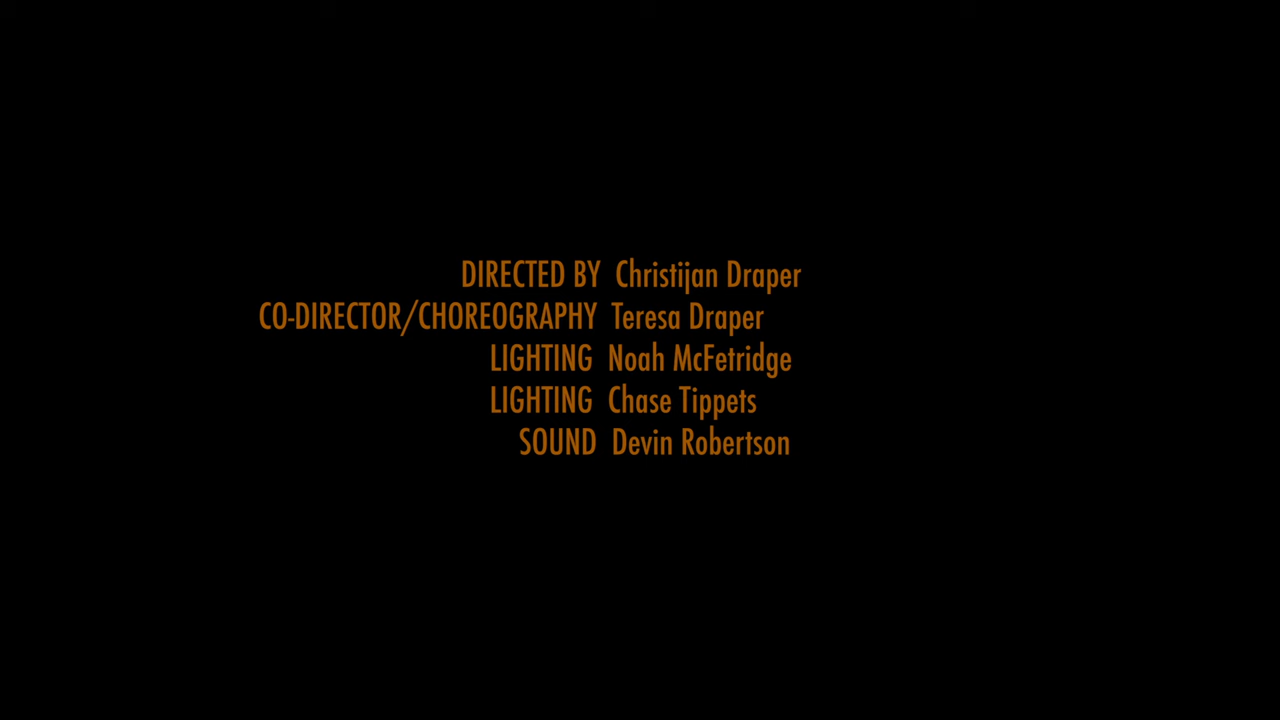 DIRECTED BY Christijan Draper
CO-DIRECTOR/CHOREOGRAPHY Teresa Draper
LIGHTING Noah McFetridge
LIGHTING Chase Tippets
SOUND Devin Robertson